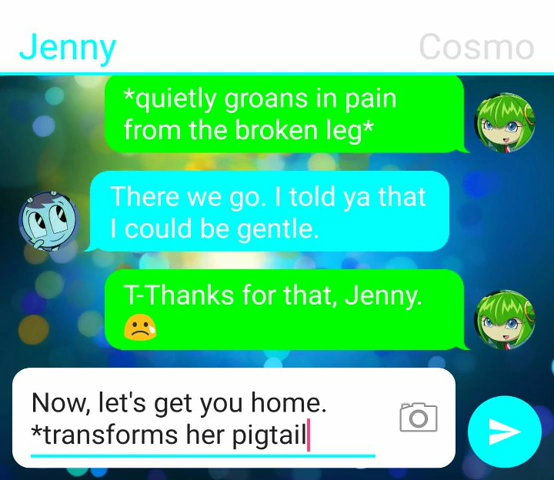 Jenny
Cosmo
*quietly groans in pain
from the broken leg*
There we go. I told ya that
I could be gentle.
T-Thanks for that, Jenny.
😢
Now, let's get you home.
*transforms her pigtail